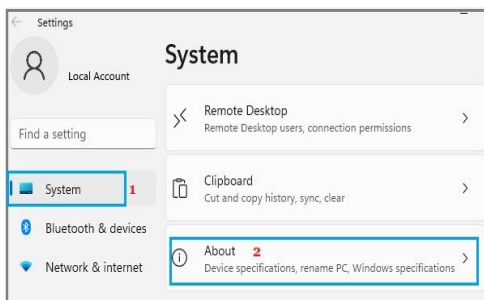 Settings
Local Account
Find a setting
System 1
Bluetooth & devices
Network & internet
System
Remote Desktop
Remote Desktop users, connection permissions
Clipboard
Cut and copy history, sync, clear
About 2
Device specifications, rename PC, Windows specifications